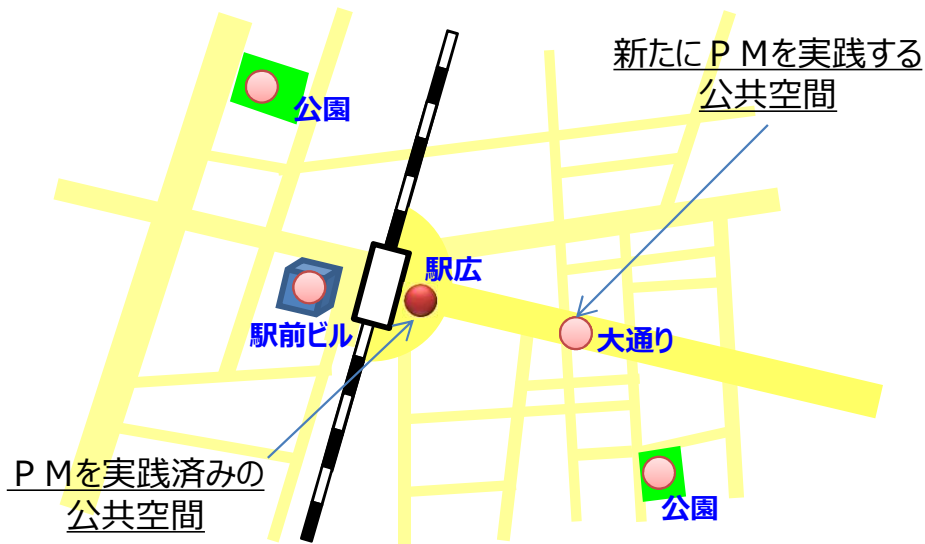 新たにＰＭを実践する
公共空間
公園
駅広
駅前ビル
大通り
ＰＭを実践済みの
公共空間
公園